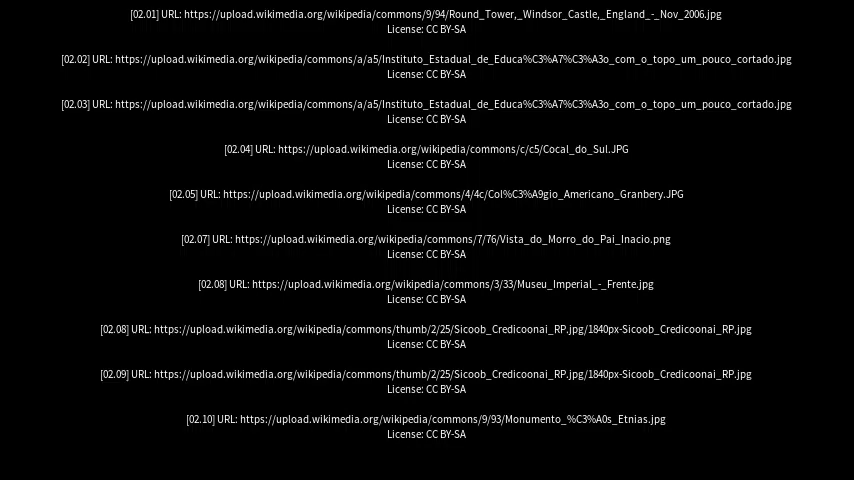 [02.01] URL: https://upload.wikimedia.org/wikipedia/commons/9/94/Round_Tower,_Windsor_Castle,_England_-_Nov_2006.jpg
License: CC BY-SA
[02.02] URL: https://upload.wikimedia.org/wikipedia/commons/a/a5/Instituto_Estadual_de_Educa%C3%A7%C3%A3o_com_o_topo_um_pouco_cortado.jpg
License: CC BY-SA
[02.03] URL: https://upload.wikimedia.org/wikipedia/commons/a/a5/Instituto_Estadual_de_Educa%C3%A7%C3%A3o_com_o_topo_um_pouco_cortado.jpg
License: CC BY-SA
[02.04] URL: https://upload.wikimedia.org/wikipedia/commons/c/c5/Cocal_do_Sul.JPG
License: CC BY-SA
[02.05] URL: https://upload.wikimedia.org/wikipedia/commons/4/4c/Col%C3%A9gio_Americano_Granbery.JPG
License: CC BY-SA
[02.07] URL: https://upload.wikimedia.org/wikipedia/commons/7/76/Vista_do_Morro_do_Pai_Inacio.png
License: CC BY-SA
[02.08] URL: https://upload.wikimedia.org/wikipedia/commons/3/33/Museu_Imperial_-_Frente.jpg
License: CC BY-SA
[02.08] URL: https://upload.wikimedia.org/wikipedia/commons/thumb/2/25/Sicoob_Credicoonai_RP.jpg/1840px-Sicoob_Credicoonai_RP.jpg
License: CC BY-SA
[02.09] URL: https://upload.wikimedia.org/wikipedia/commons/thumb/2/25/Sicoob_Credicoonai_RP.jpg/1840px-Sicoob_Credicoonai_RP.jpg
License: CC BY-SA
[02.10] URL: https://upload.wikimedia.org/wikipedia/commons/9/93/Monumento_%C3%A0s_Etnias.jpg
License: CC BY-SA